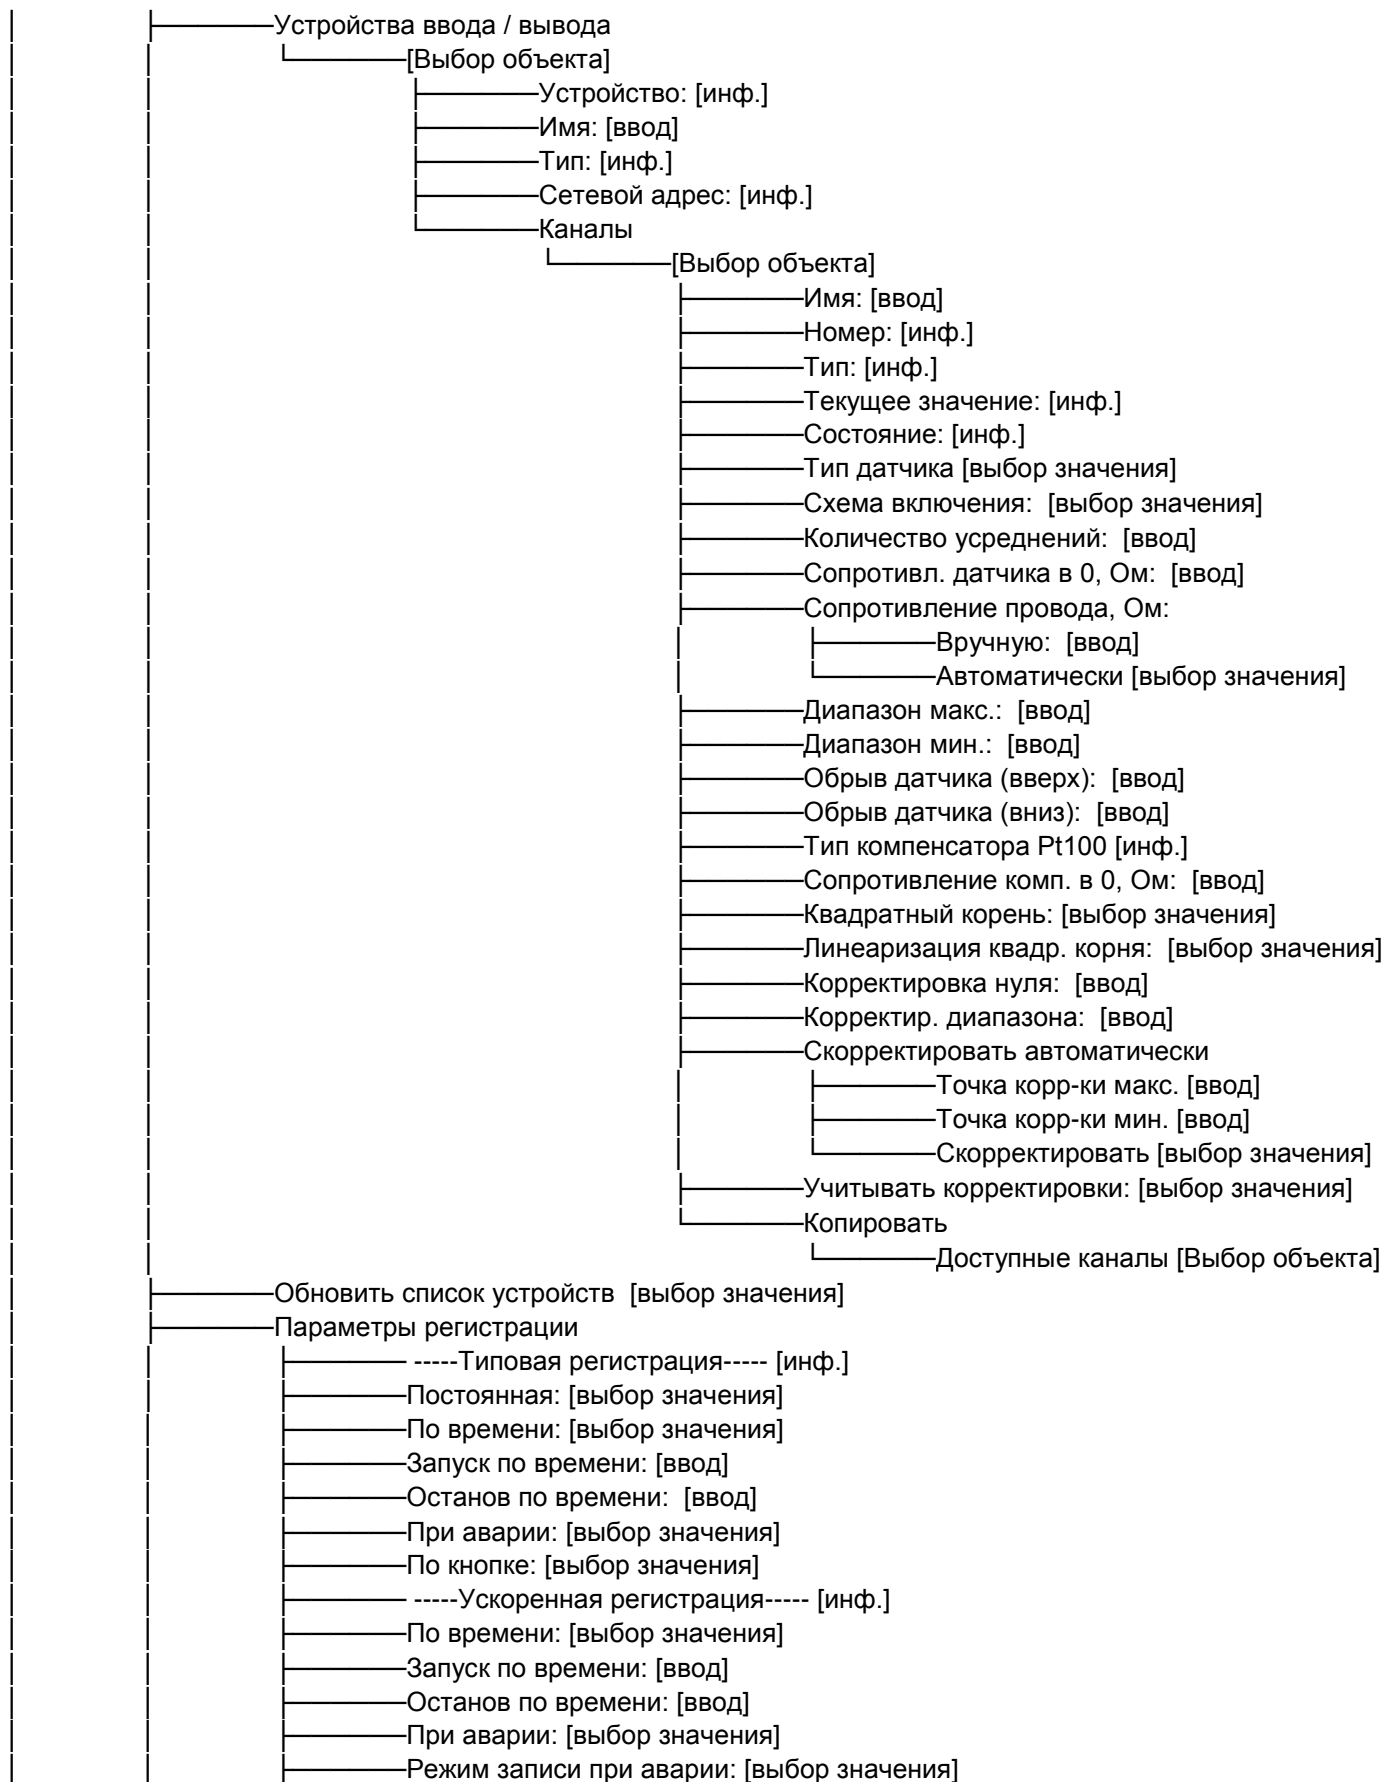 Устройства ввода / вывода
[Выбор объекта]
Устройство: [инф.]
Имя: [ввод]
Тип: [инф.]
Сетевой адрес: [инф.]
Каналы
[Выбор объекта]
Имя: [ввод]
Номер: [инф.]
Тип: [инф.]
Текущее значение: [инф.]
Состояние: [инф.]
Тип датчика [выбор значения]
Схема включения:  [выбор значения]
Количество усреднений:  [ввод]
Сопротивл. датчика в 0, Ом:  [ввод]
Сопротивление провода, Ом:
Вручную:  [ввод]
Автоматически [выбор значения]
Диапазон макс.:  [ввод]
Диапазон мин.:  [ввод]
Обрыв датчика (вверх):  [ввод]
Обрыв датчика (вниз):  [ввод]
Тип компенсатора Pt100 [инф.]
Сопротивление комп. в 0, Ом:  [ввод]
Квадратный корень: [выбор значения]
Линеаризация квадр. корня:  [выбор значения]
Корректировка нуля:  [ввод]
Корректир. диапазона:  [ввод]
Скорректировать автоматически
Точка корр-ки макс. [ввод]
Точка корр-ки мин. [ввод]
Скорректировать [выбор значения]
Учитывать корректировки: [выбор значения]
Копировать
Доступные каналы [Выбор объекта]
Обновить список устройств  [выбор значения]
Параметры регистрации
-----Типовая регистрация----- [инф.]
Постоянная: [выбор значения]
По времени: [выбор значения]
Запуск по времени: [ввод]
Останов по времени:  [ввод]
При аварии: [выбор значения]
По кнопке: [выбор значения]
-----Ускоренная регистрация----- [инф.]
По времени: [выбор значения]
Запуск по времени: [ввод]
Останов по времени: [ввод]
При аварии: [выбор значения]
Режим записи при аварии: [выбор значения]